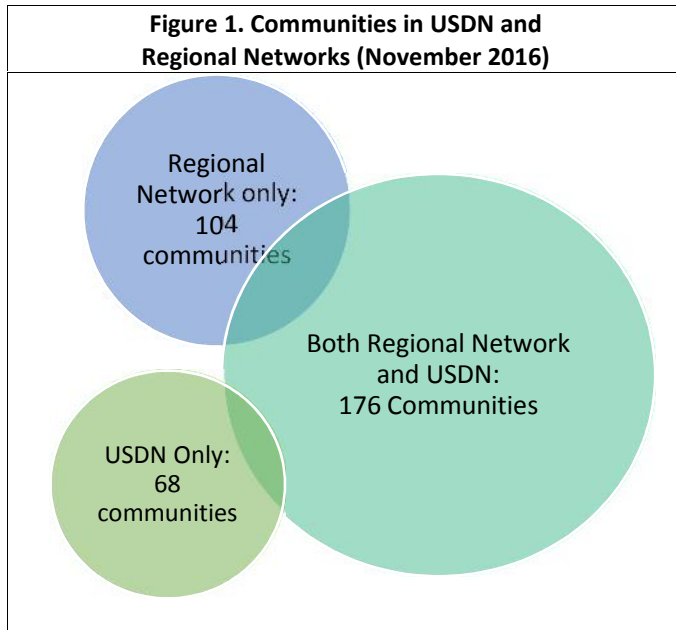 Figure 1. Communities in USDN and
Regional Networks (November 2016)
Regional
Network only:
104
communities
Both Regional Network
and USDN:
176 Communities
USDN Only:
68
communities